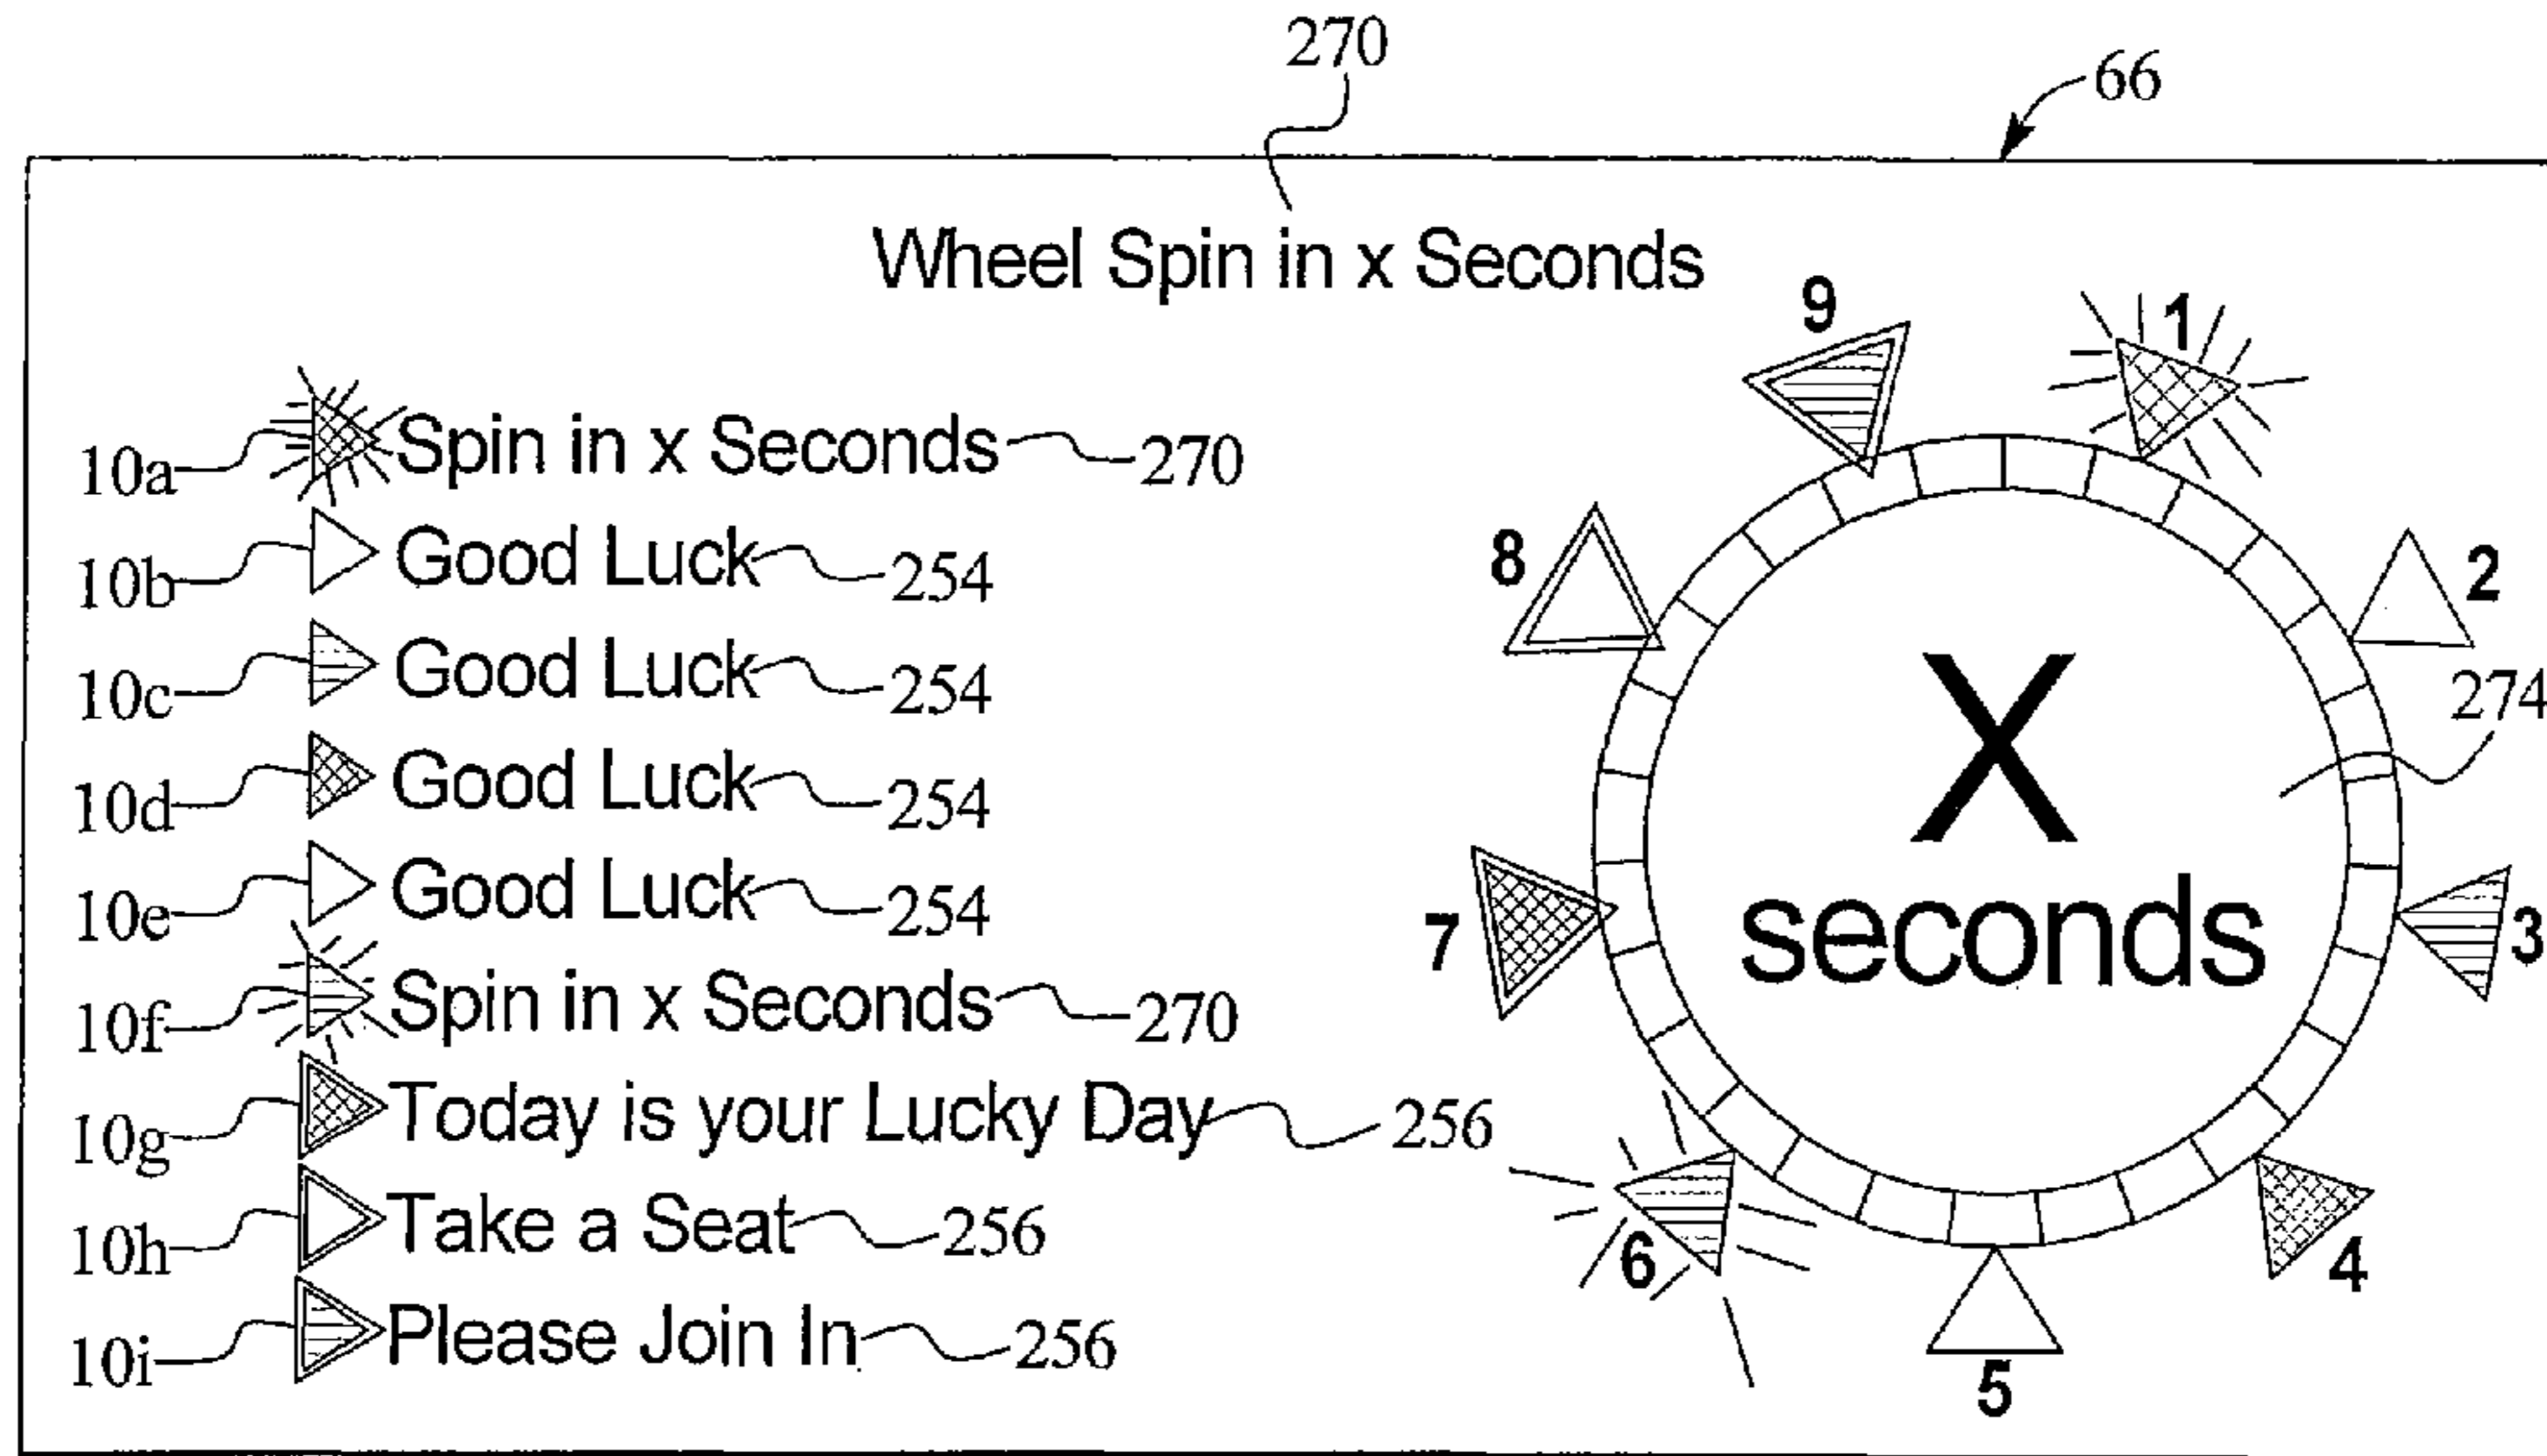 270
66
Wheel Spin in x Seconds
10a Spin in x Seconds 270
10b Good Luck 254
10c Good Luck 254
10d Good Luck 254
10e Good Luck 254
10f Spin in x Seconds 270
10g Today is your Lucky Day 256
10h Take a Seat 256
10i Please Join In 256
9 1
8 2
274
X
seconds
7 3
6 4
5